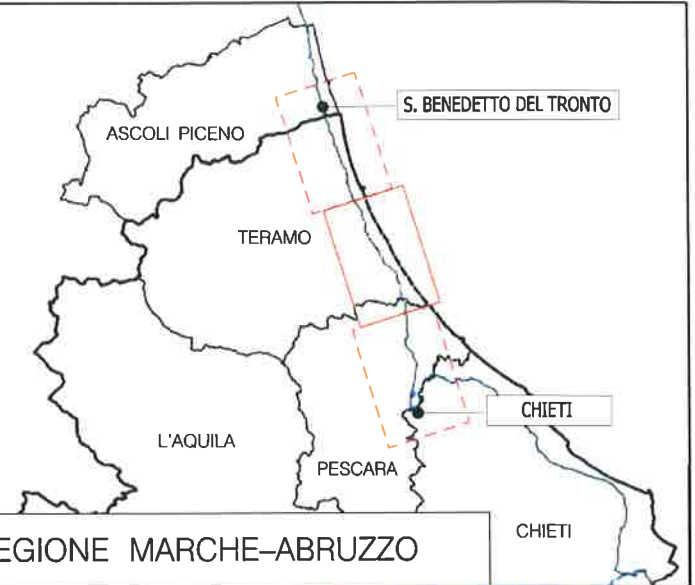 S. BENEDETTO DEL TRONTO
ASCOLI PICENO
TERAMO
CHIETI
L'AQUILA
PESCARA
CHIETI
EGIONE MARCHE–ABRUZZO